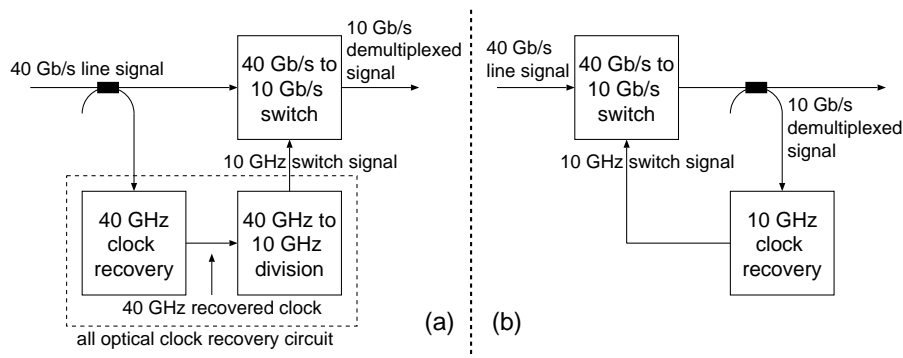 40 Gb/s line signal
40 Gb/s to
10 Gb/s
switch
10 Gb/s
demultiplexed
signal
10 GHz switch signal
40 GHz
clock
recovery
40 GHz to
10 GHz
division
40 GHz recovered clock
all optical clock recovery circuit
(a)
40 Gb/s
line signal
40 Gb/s to
10 Gb/s
switch
10 Gb/s
demultiplexed
signal
10 GHz switch signal
10 GHz
clock
recovery
(b)